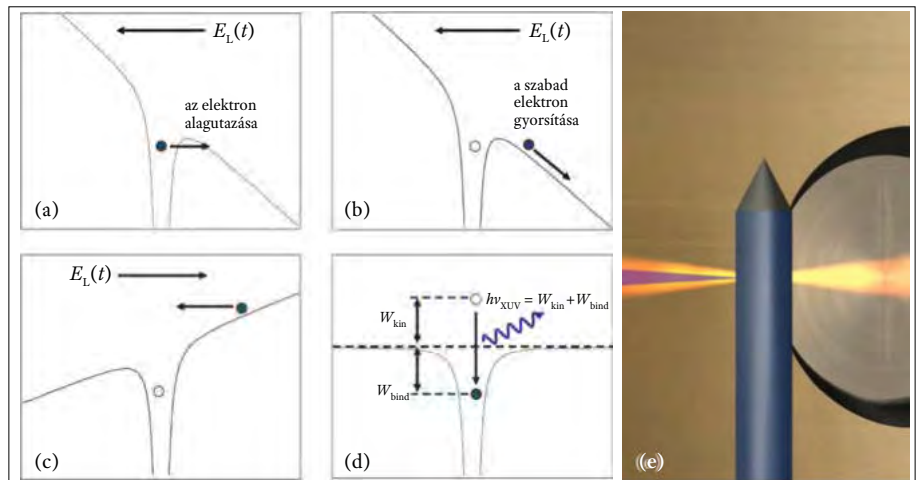 E_L(t)
az elektron
alagutazása
(a)
E_L(t)
a szabad
elektron
gyorsítása
(b)
E_L(t)
(c)
W_kin
hν_XUV = W_kin + W_bind
W_bind
(d)
(e)